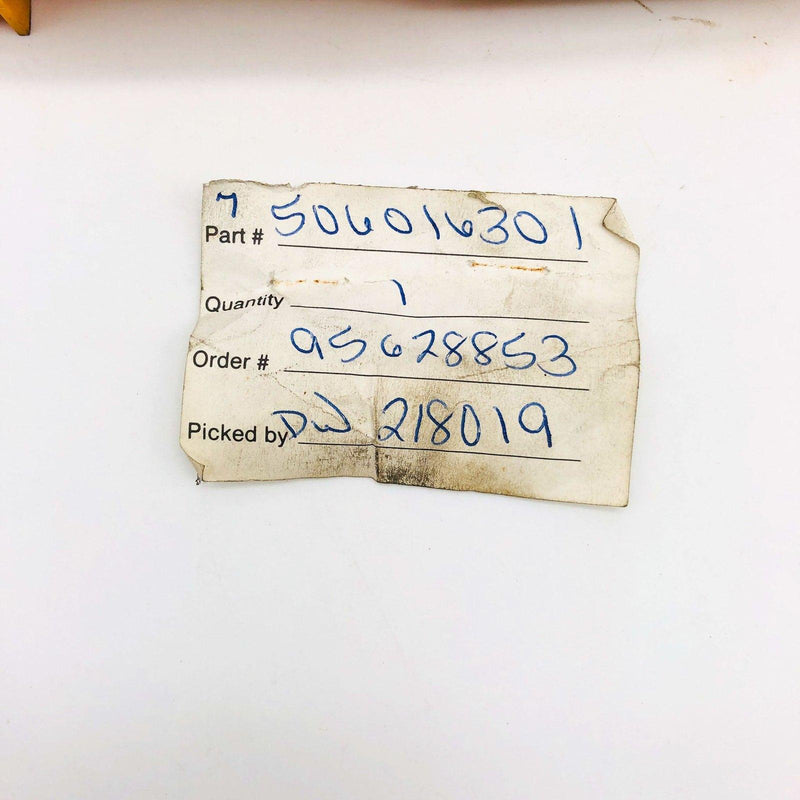 7
Part # 506016301
Quantity 1
Order # 95628853
Picked by DW 218019